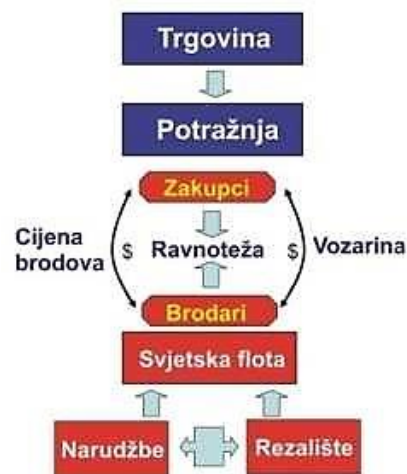 Trgovina
Potražnja
Zakupci
Cijena
brodova
$
Ravnoteža
$
Vozarina
Brodari
Svjetska flota
Narudžbe
Rezalište